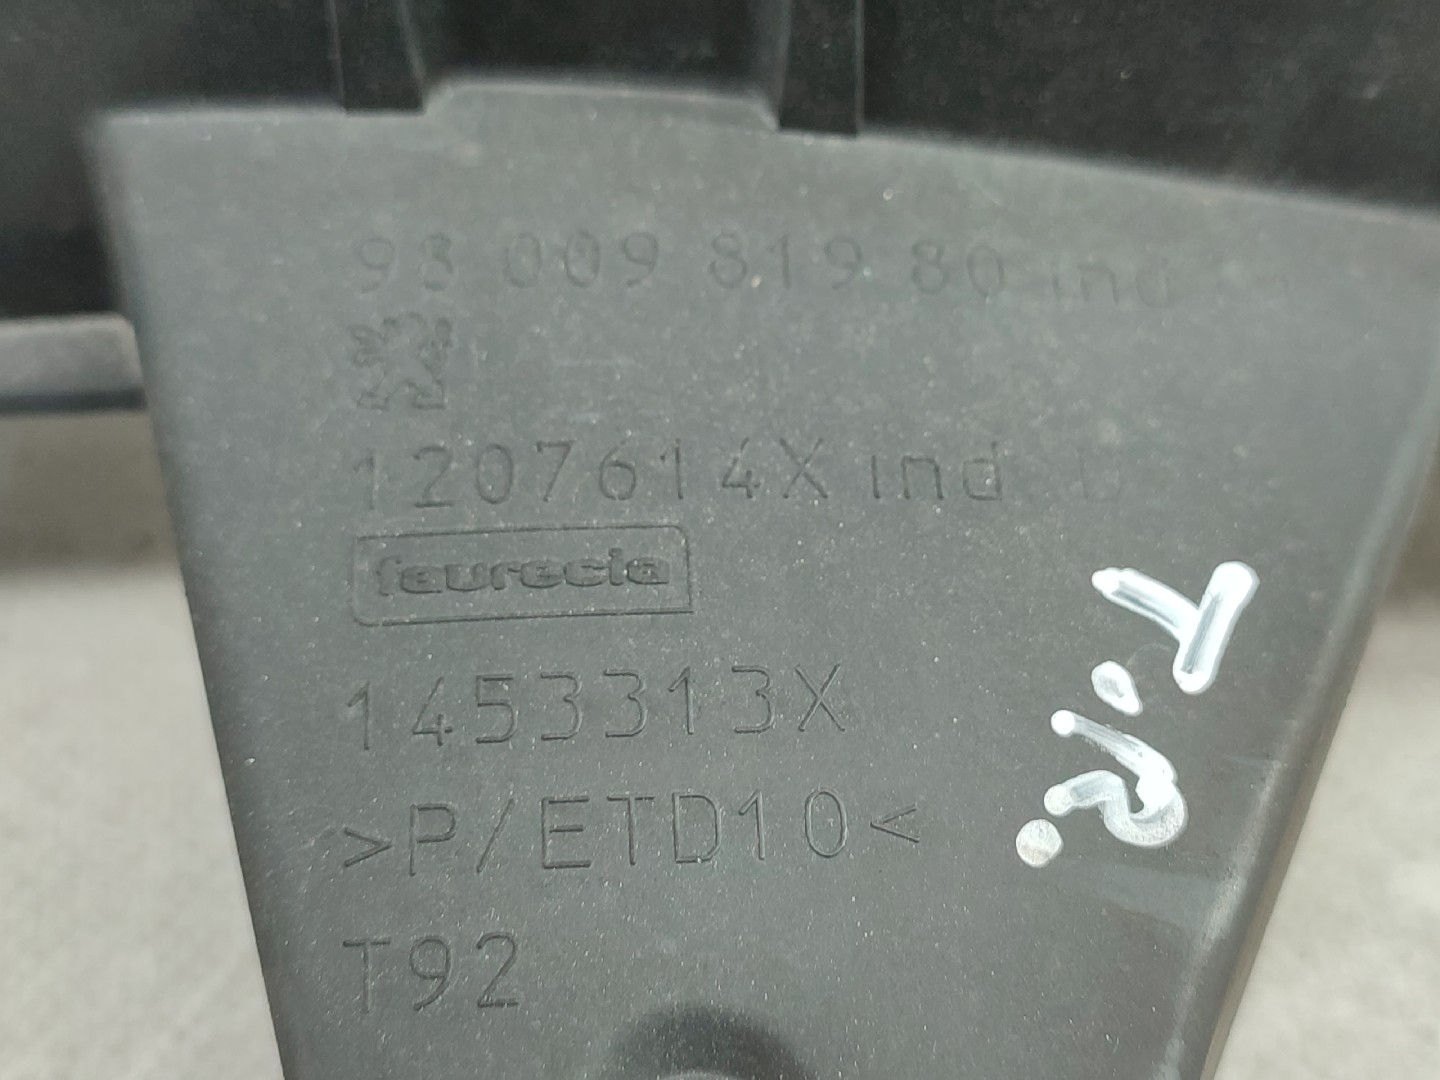 98 009 819 80 ind
1207614X ind
faurecia
1453313X
>P/ETD10<
T92